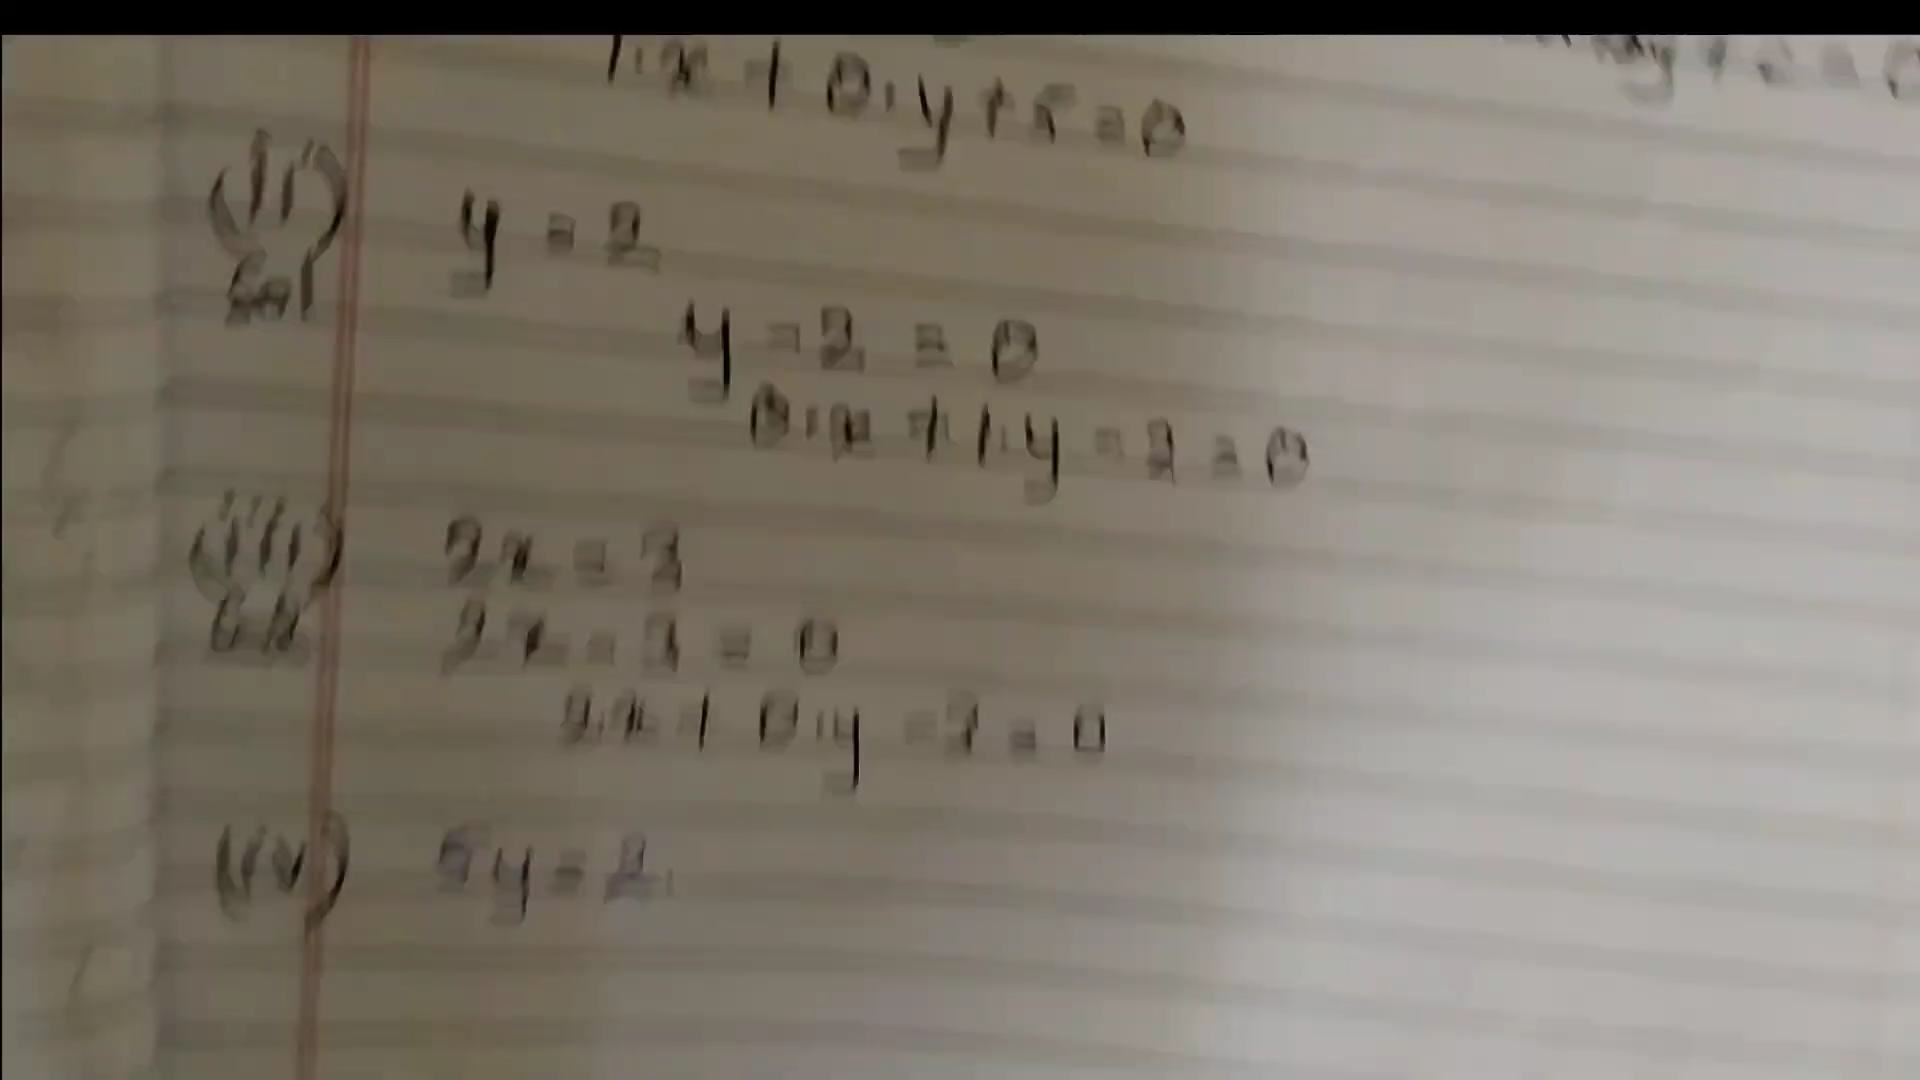 1.x + 0.y + 5 = 0
(ii) y = 2
Sol
y - 2 = 0
0.x + 1.y - 2 = 0
(iii) 2x = 3
Sol 2x - 3 = 0
2.x + 0.y - 3 = 0
(iv) 5y = 2